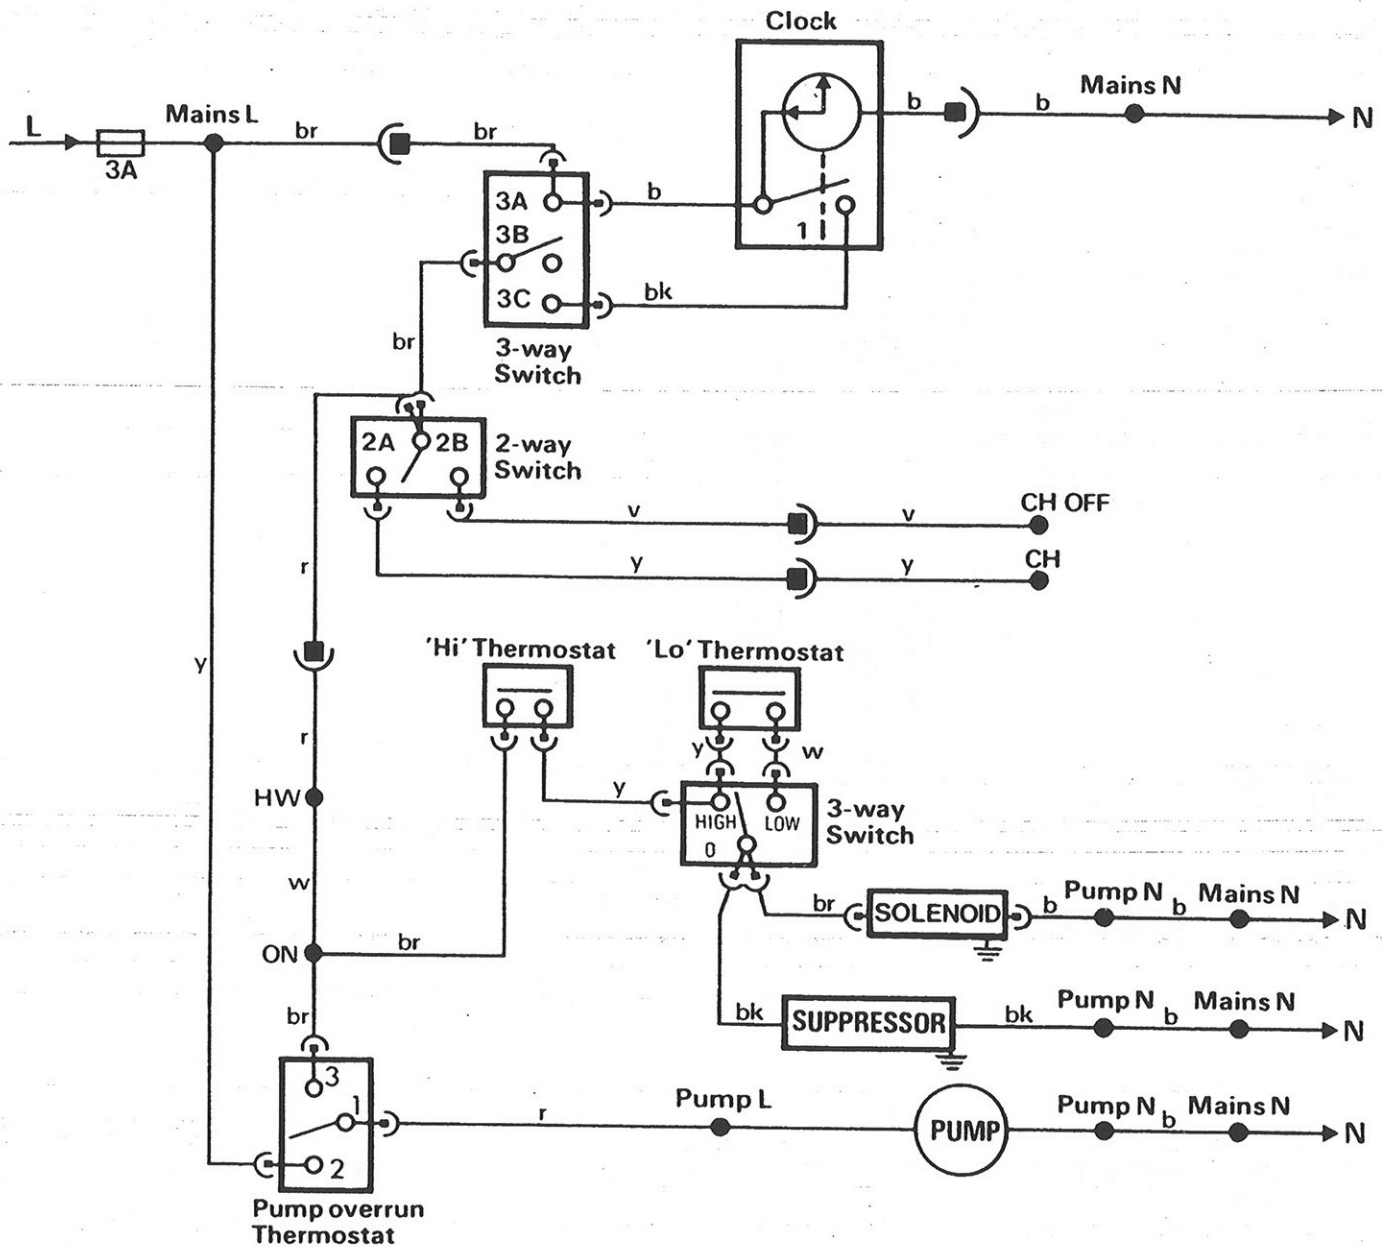 Clock
L
Mains L
br
br
b
b
Mains N
N
3A
3A
b
3B
1
3C
bk
br
3-way
Switch
2A
2B
2-way
Switch
v
v
CH OFF
r
y
y
CH
'Hi' Thermostat
'Lo' Thermostat
y
r
y
w
y
HW
HIGH
LOW
0
3-way
Switch
w
br
SOLENOID
b
Pump N
b
Mains N
N
ON
br
br
bk
SUPPRESSOR
bk
Pump N
b
Mains N
N
3
1
2
r
Pump L
PUMP
Pump N
b
Mains N
N
Pump overrun
Thermostat